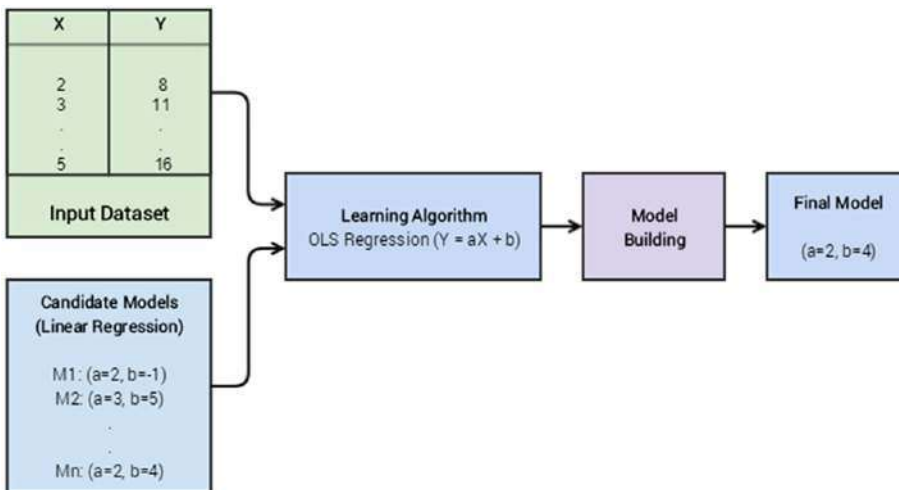 X Y
2 8
3 11
. .
. .
5 16
Input Dataset
Candidate Models
(Linear Regression)
M1: (a=2, b=-1)
M2: (a=3, b=5)
.
.
Mn: (a=2, b=4)
Learning Algorithm
OLS Regression (Y = aX + b)
Model
Building
Final Model
(a=2, b=4)